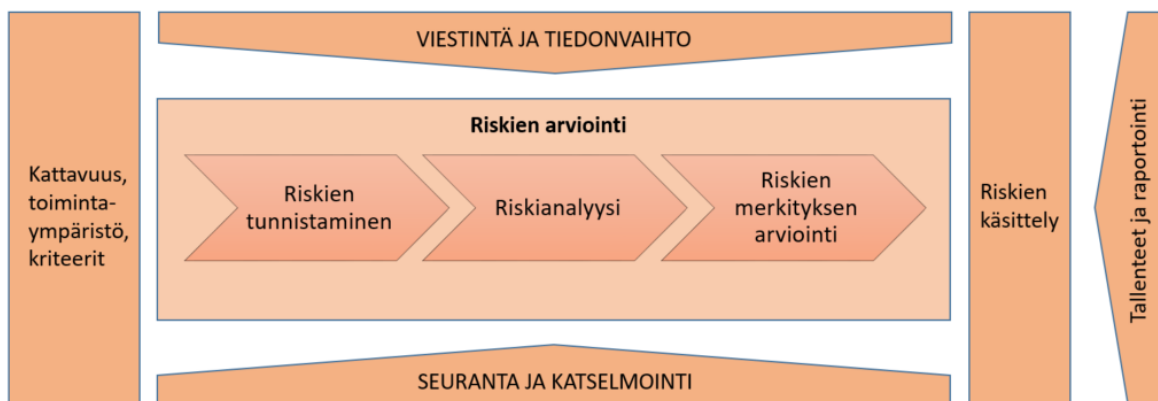 VIESTINTÄ JA TIEDONVAIHTO
Kattavuus,
toiminta-
ympäristö,
kriteerit
Riskien arviointi
Riskien
tunnistaminen
Riskianalyysi
Riskien
merkityksen
arviointi
Riskien
käsittely
Tallenteet ja raportointi
SEURANTA JA KATSELMOINTI